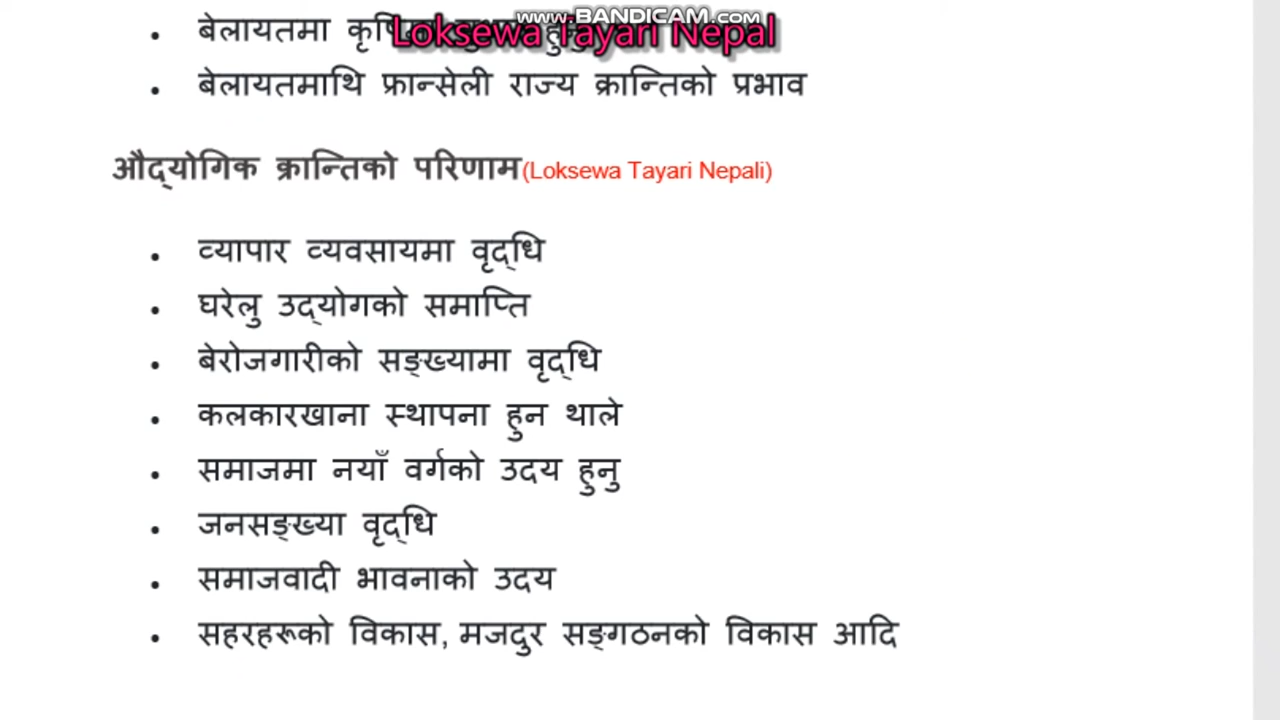 www.BANDICAM.com
Loksewa Tayari Nepal
बेलायतमा
बेलायतमाथि फ्रान्सेली राज्य क्रान्तिको प्रभाव
औद्योगिक क्रान्तिको परिणाम(Loksewa Tayari Nepali)
व्यापार व्यवसायमा वृद्धि
घरेलु उद्योगको समाप्ति
बेरोजगारीको सङ्ख्यामा वृद्धि
कलकारखाना स्थापना हुन थाले
समाजमा नयाँ वर्गको उदय हुनु
जनसङ्ख्या वृद्धि
समाजवादी भावनाको उदय
सहरहरूको विकास, मजदुर सङ्गठनको विकास आदि